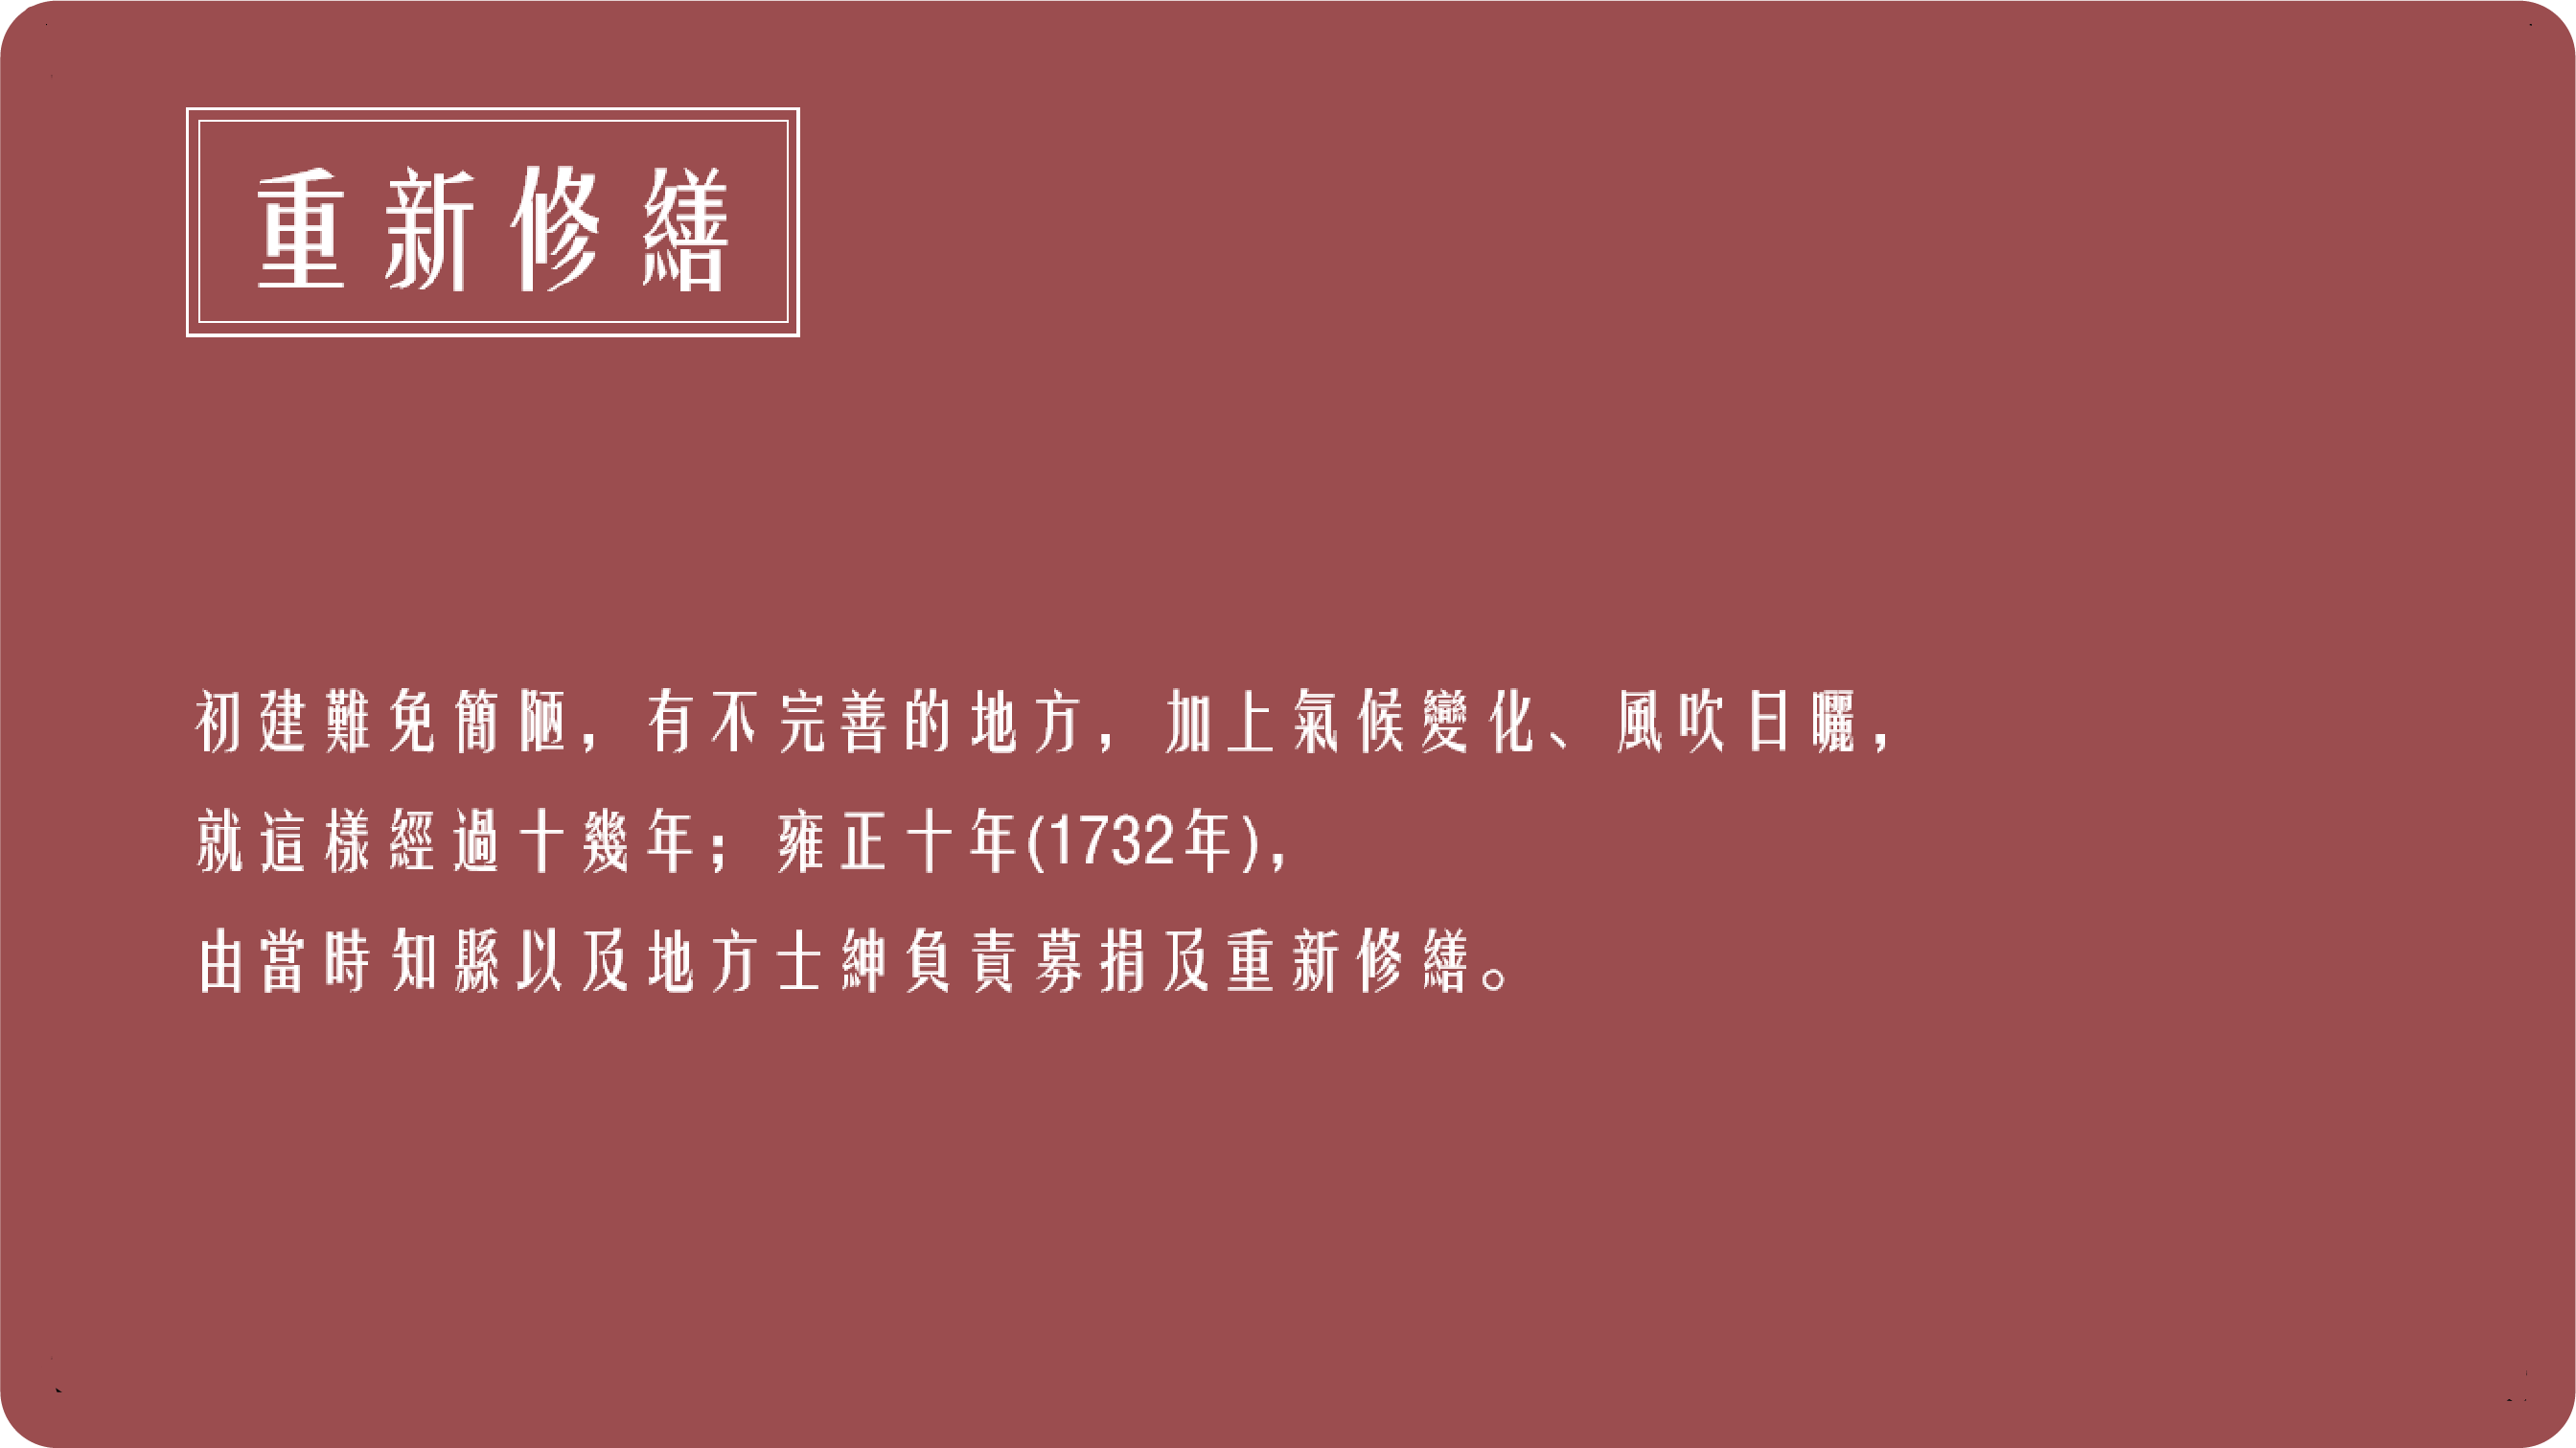 重新修繕
初建難免簡陋，有不完善的地方，加上氣候變化、風吹日曬，
就這樣經過十幾年；雍正十年(1732年)，
由當時知縣以及地方士紳負責募捐及重新修繕。